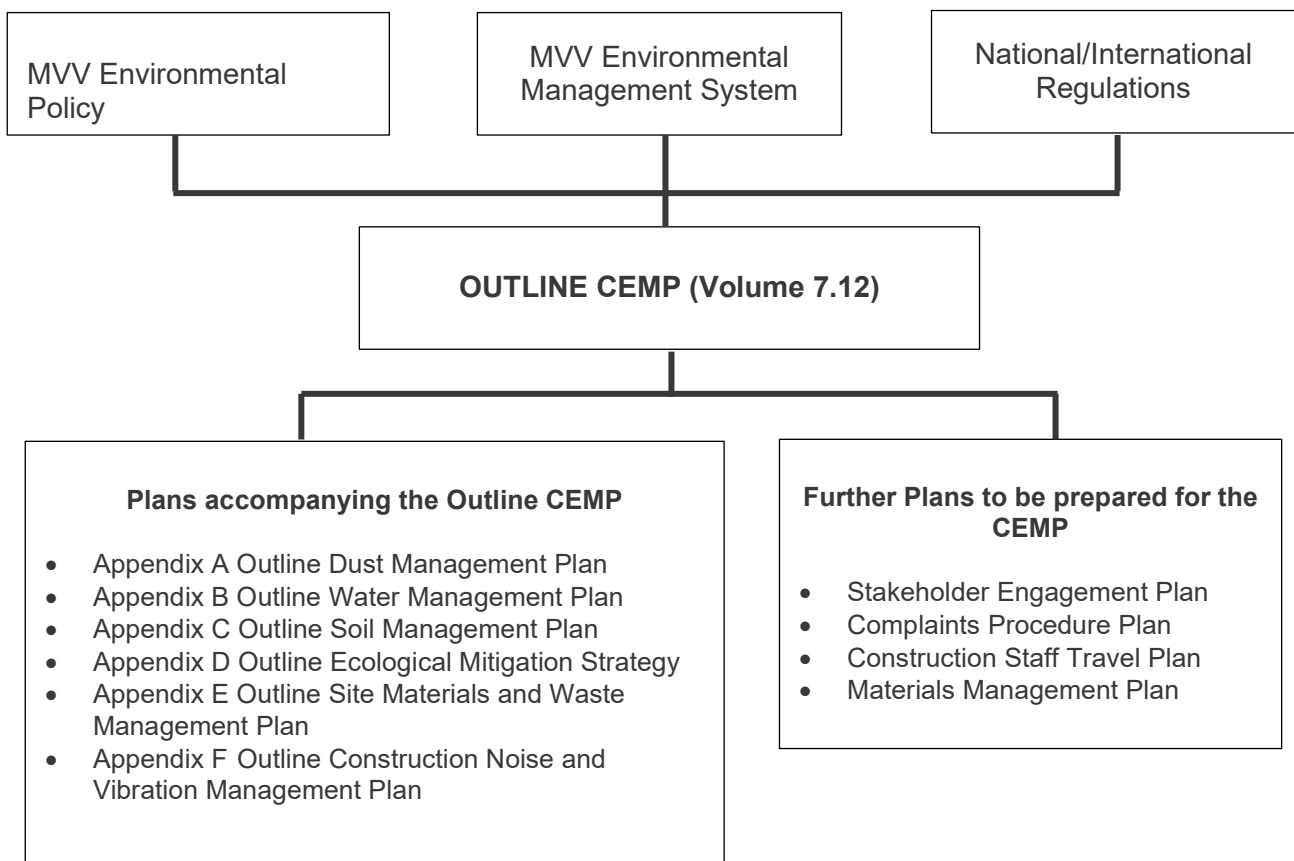 MVV Environmental
Policy
MVV Environmental
Management System
National/International
Regulations
OUTLINE CEMP (Volume 7.12)
Plans accompanying the Outline CEMP
• Appendix A Outline Dust Management Plan
• Appendix B Outline Water Management Plan
• Appendix C Outline Soil Management Plan
• Appendix D Outline Ecological Mitigation Strategy
• Appendix E Outline Site Materials and Waste
Management Plan
• Appendix F Outline Construction Noise and
Vibration Management Plan
Further Plans to be prepared for the
CEMP
• Stakeholder Engagement Plan
• Complaints Procedure Plan
• Construction Staff Travel Plan
• Materials Management Plan